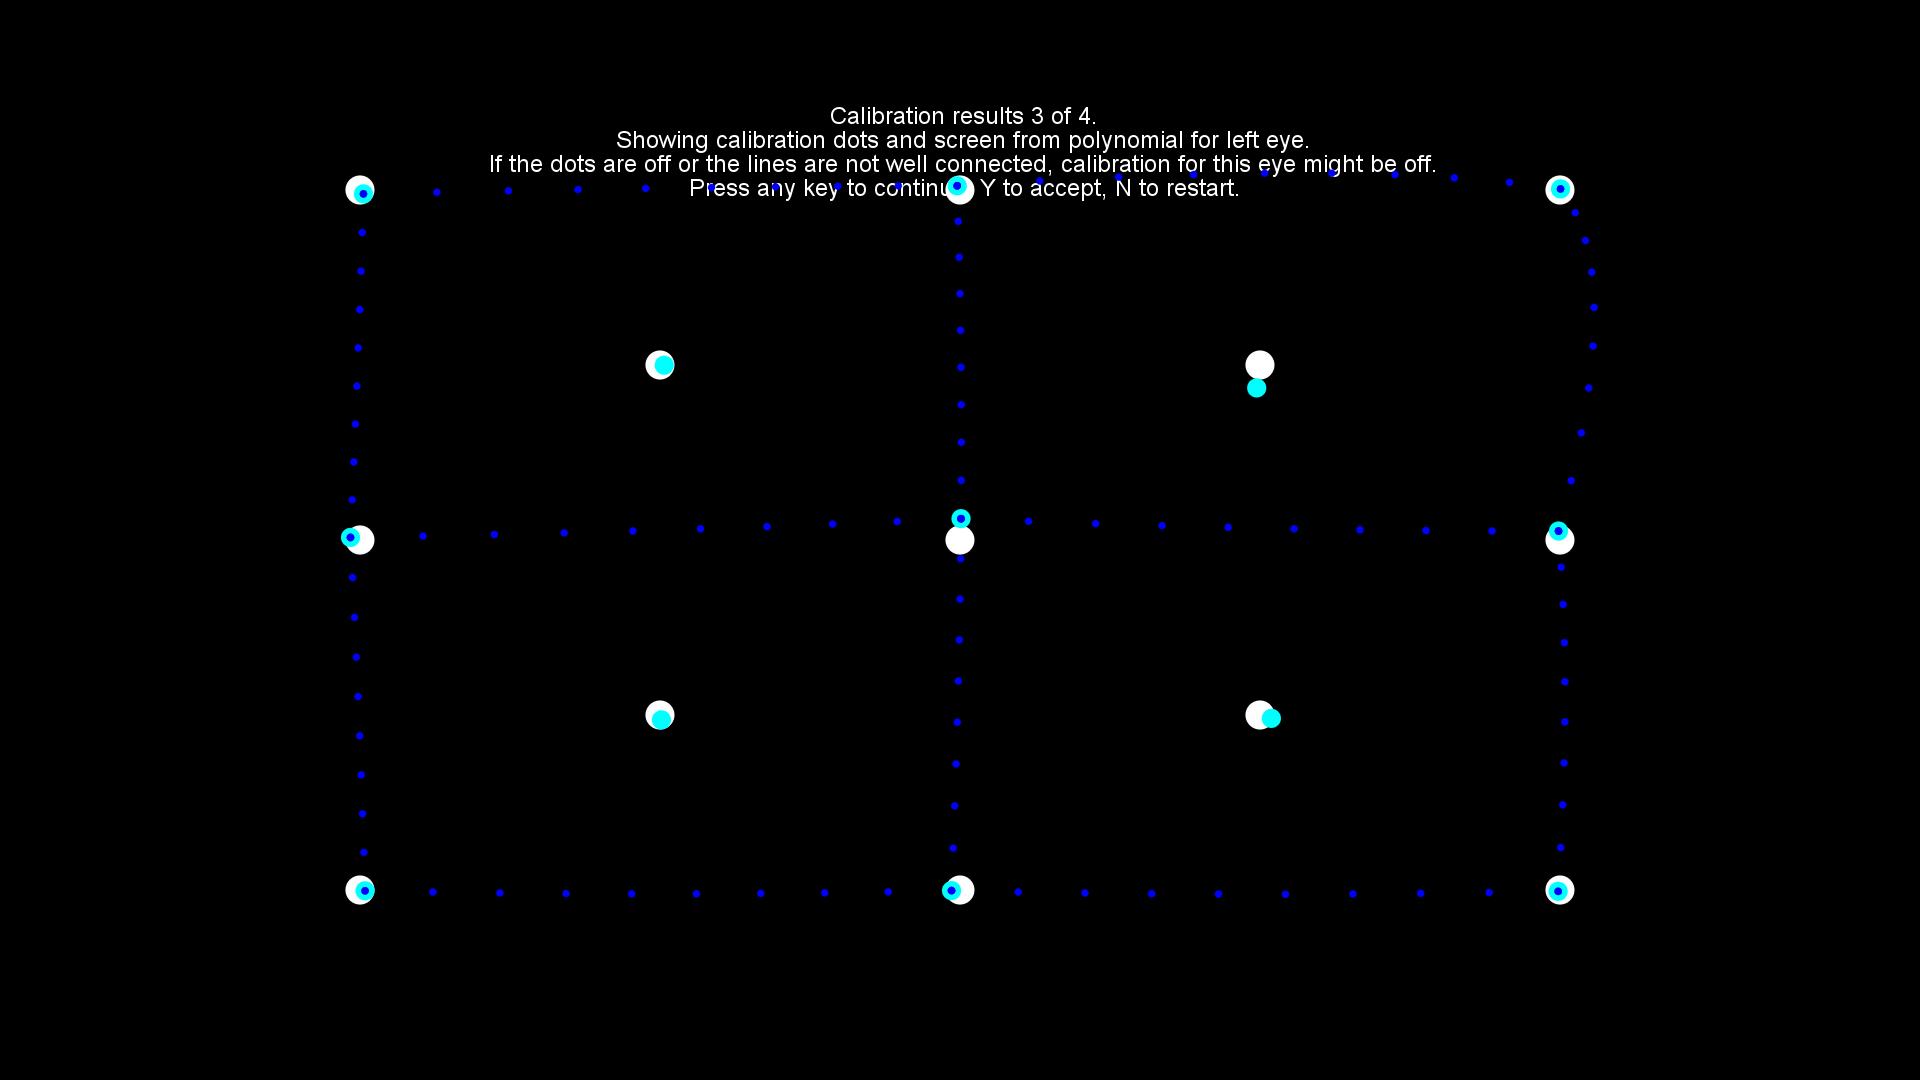 Calibration results 3 of 4.
Showing calibration dots and screen from polynomial for left eye.
If the dots are off or the lines are not well connected, calibration for this eye might be off.
Press any key to continue, Y to accept, N to restart.